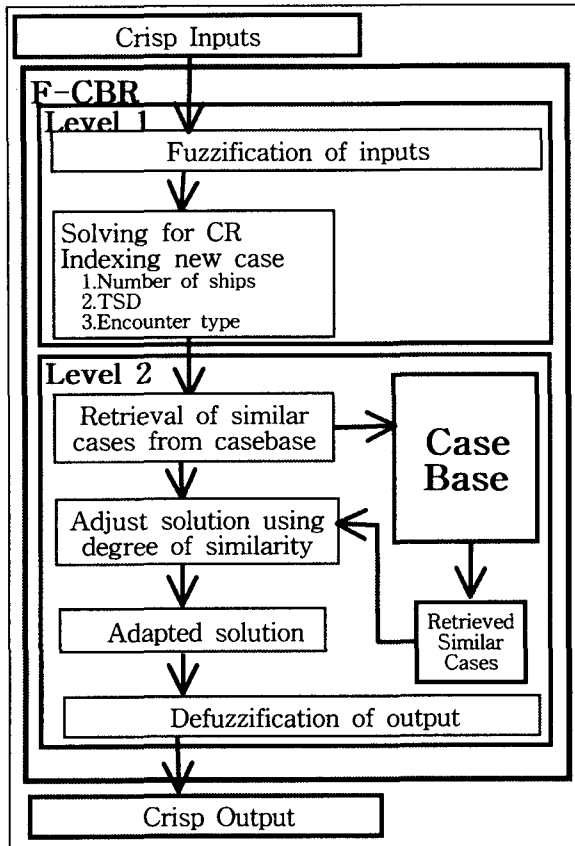 Crisp Inputs
F-CBR
Level 1
Fuzzification of inputs
Solving for CR
Indexing new case
1.Number of ships
2.TSD
3.Encounter type
Level 2
Retrieval of similar
cases from casebase
Case
Base
Adjust solution using
degree of similarity
Adapted solution
Retrieved
Similar
Cases
Defuzzification of output
Crisp Output